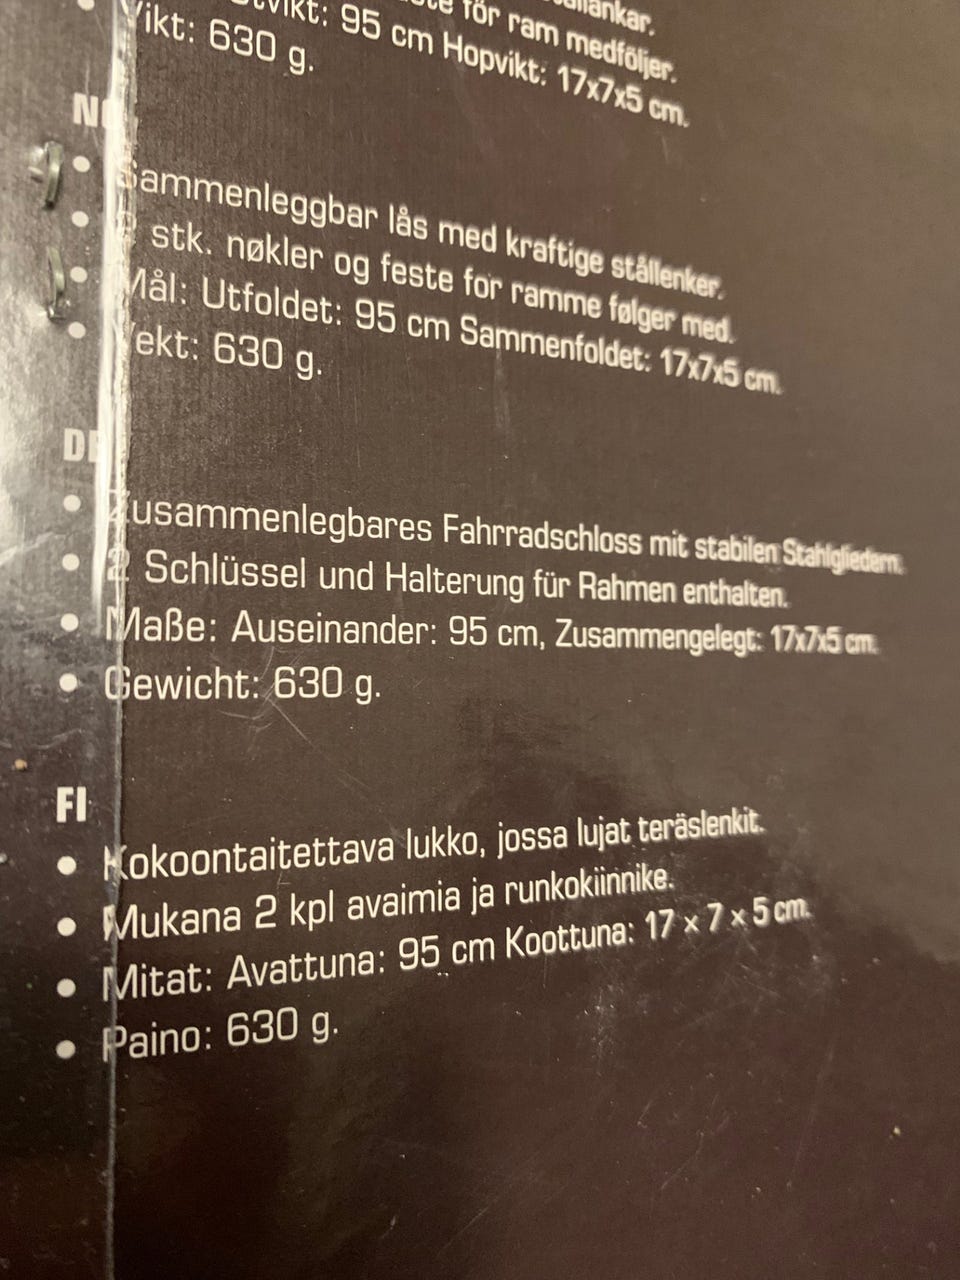 ställänkar.
för ram medföljer.
95 cm Hopvikt: 17x7x5 cm.
Vikt: 630 g.
NO
• Sammenleggbar lås med kraftige stållenker.
• 2 stk. nøkler og feste for ramme følger med.
• Mål: Utfoldet: 95 cm Sammenfoldet: 17x7x5 cm.
• Vekt: 630 g.
DE
• Zusammenlegbares Fahrradschloss mit stabilen Stahlgliedern.
• 2 Schlüssel und Halterung für Rahmen enthalten.
• Maße: Auseinander: 95 cm, Zusammengelegt: 17x7x5 cm.
• Gewicht: 630 g.
FI
• Kokoontaitettava lukko, jossa lujat teräslenkit.
• Mukana 2 kpl avaimia ja runkokiinnike.
• Mitat: Avattuna: 95 cm Koottuna: 17 x 7 x 5 cm.
• Paino: 630 g.